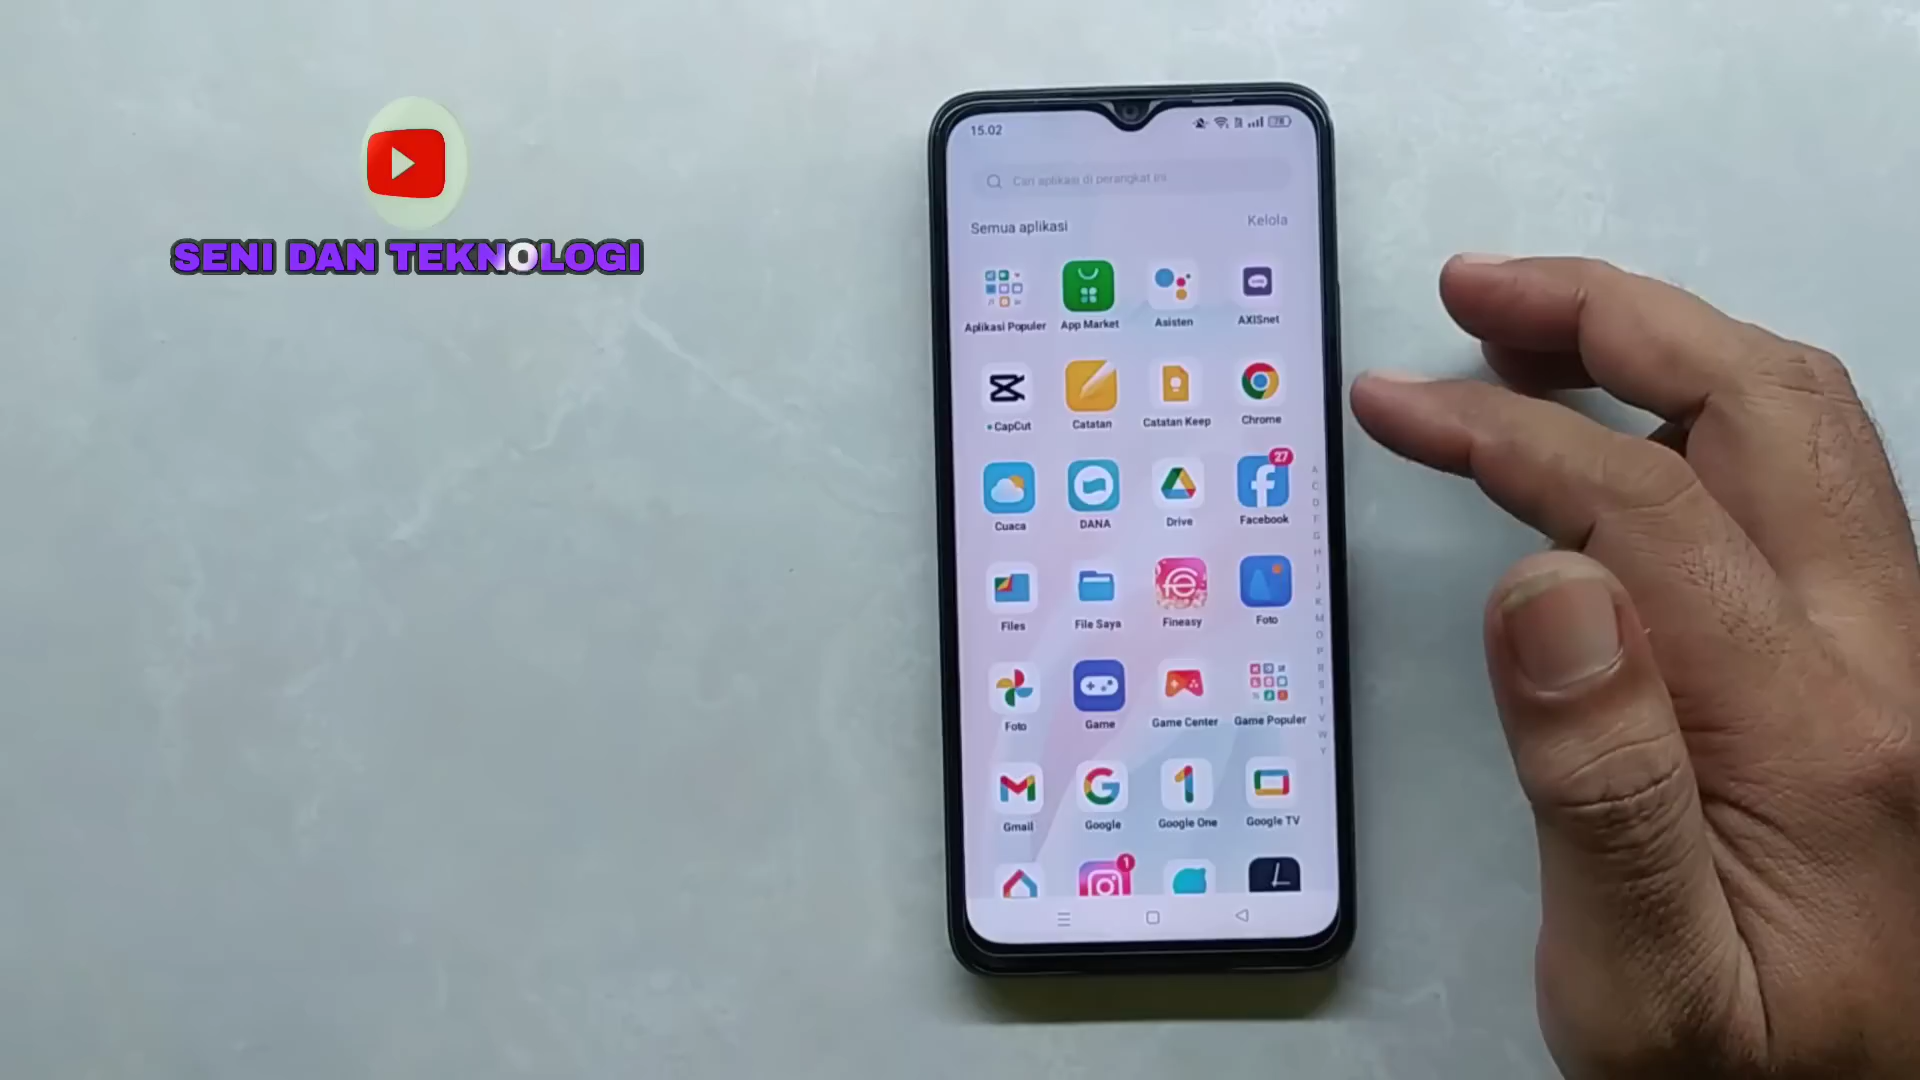 SENI DAN TEKNOLOGI
15.02
78
Cari aplikasi di perangkat ini
Semua aplikasi
Kelola
Aplikasi Populer
App Market
Asisten
AXISnet
CapCut
Catatan
Catatan Keep
Chrome
27
Cuaca
DANA
Drive
Facebook
Files
File Saya
Fineasy
Foto
Foto
Game
Game Center
Game Populer
Gmail
Google
Google One
Google TV
1
A
C
D
F
G
H
I
J
K
M
O
P
R
S
T
V
W
Y